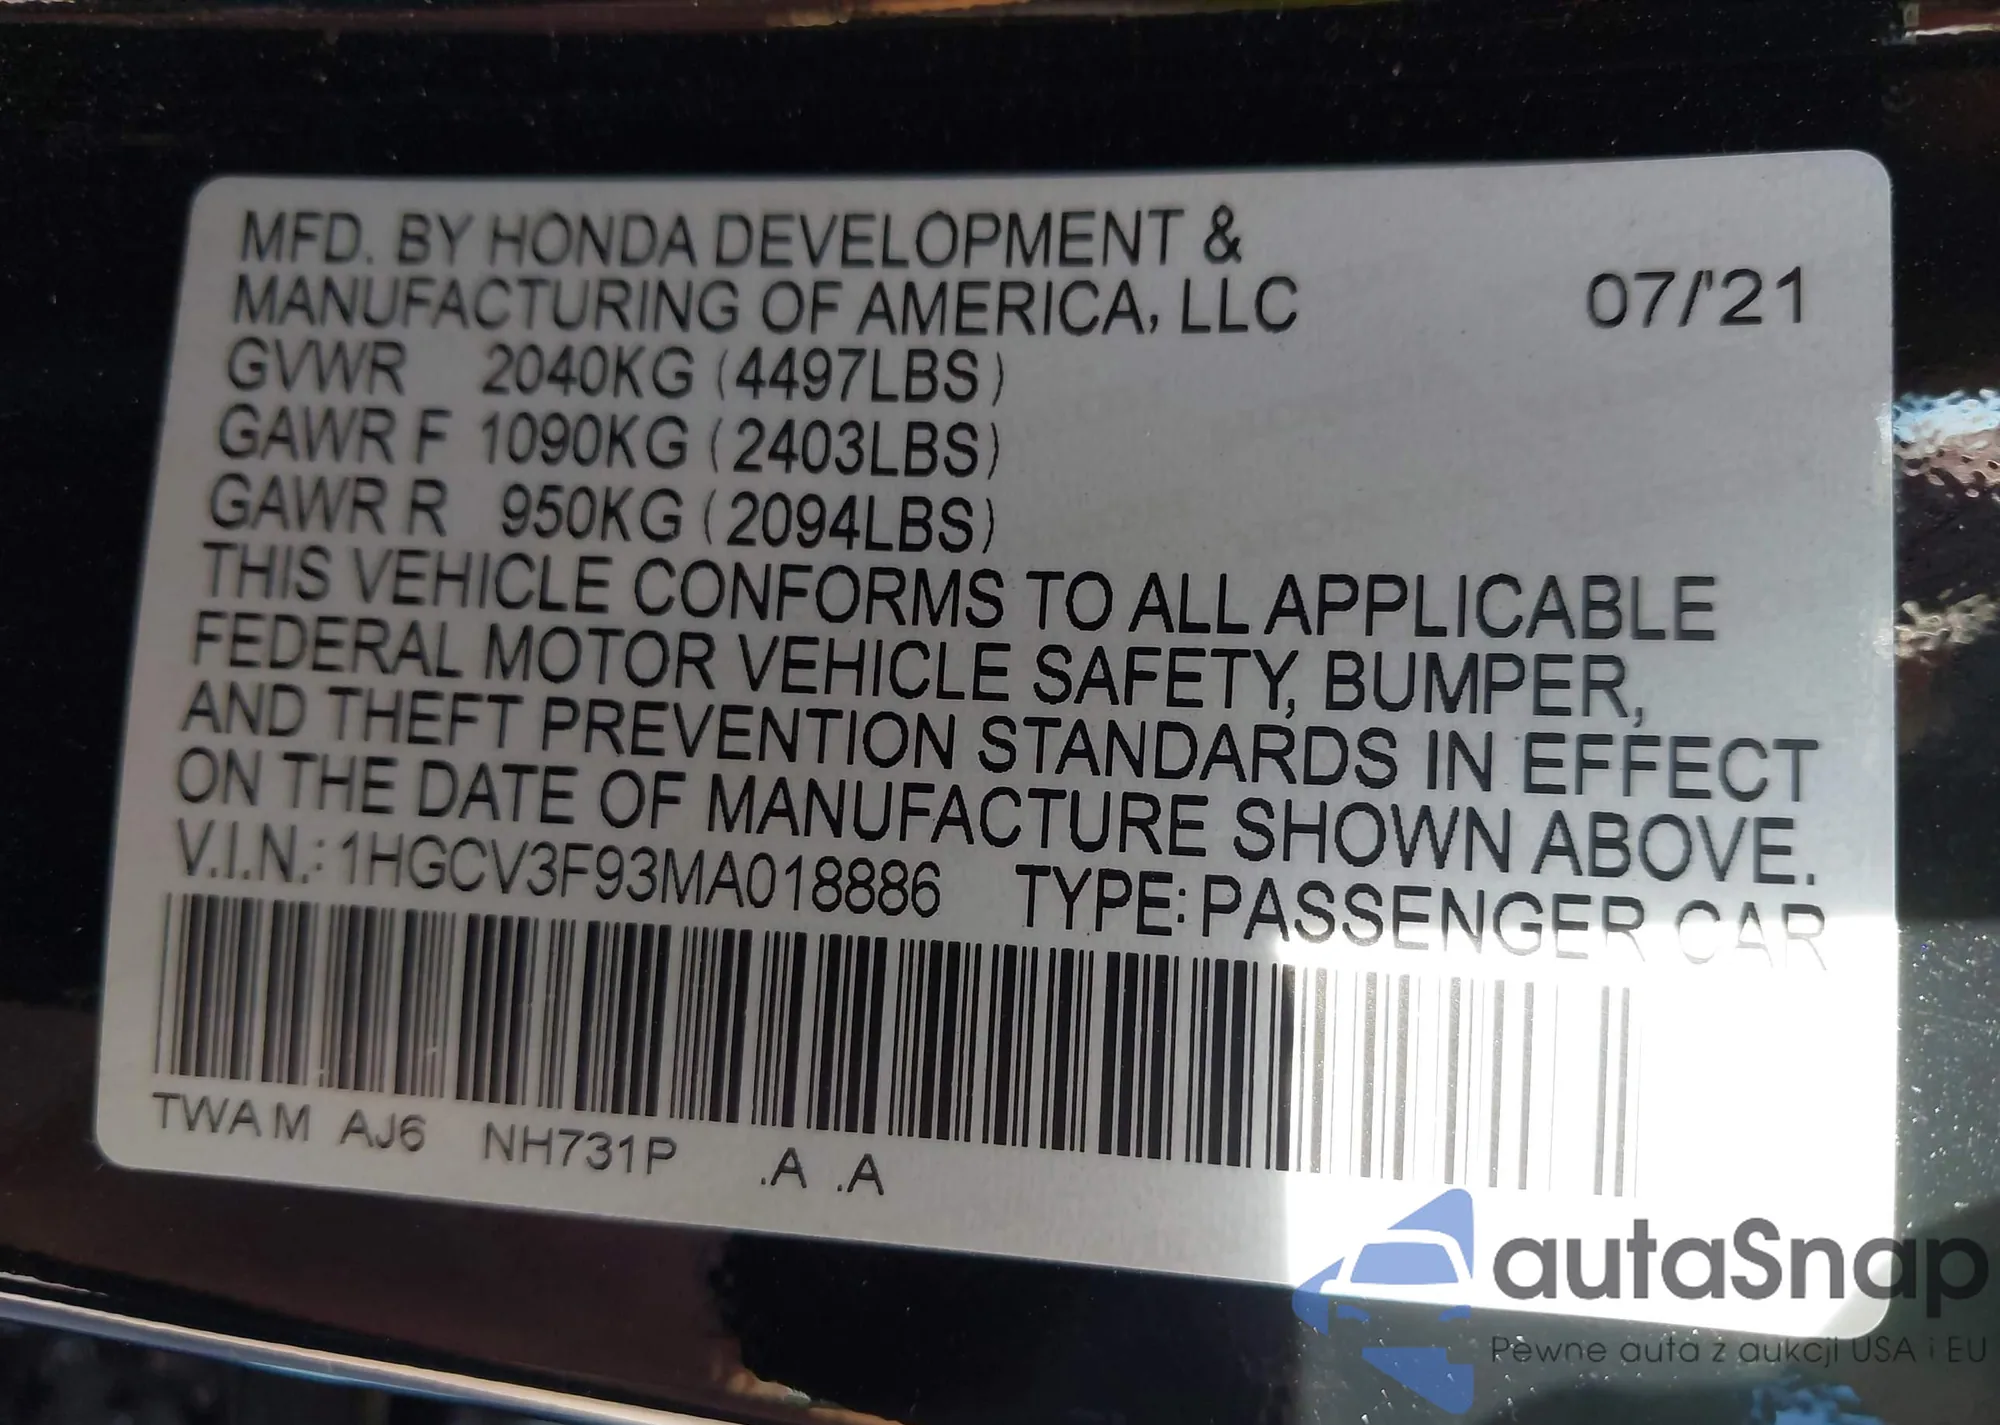 MFD. BY HONDA DEVELOPMENT &
MANUFACTURING OF AMERICA, LLC 07/'21
GVWR 2040KG (4497LBS)
GAWR F 1090KG (2403LBS)
GAWR R 950KG (2094LBS)
THIS VEHICLE CONFORMS TO ALL APPLICABLE
FEDERAL MOTOR VEHICLE SAFETY, BUMPER,
AND THEFT PREVENTION STANDARDS IN EFFECT
ON THE DATE OF MANUFACTURE SHOWN ABOVE.
V.I.N.: 1HGCV3F93MA018886 TYPE: PASSENGER CAR
TWA M AJ6 NH731P .A .A
autaSnap
Pewne auta z aukcji USA i EU